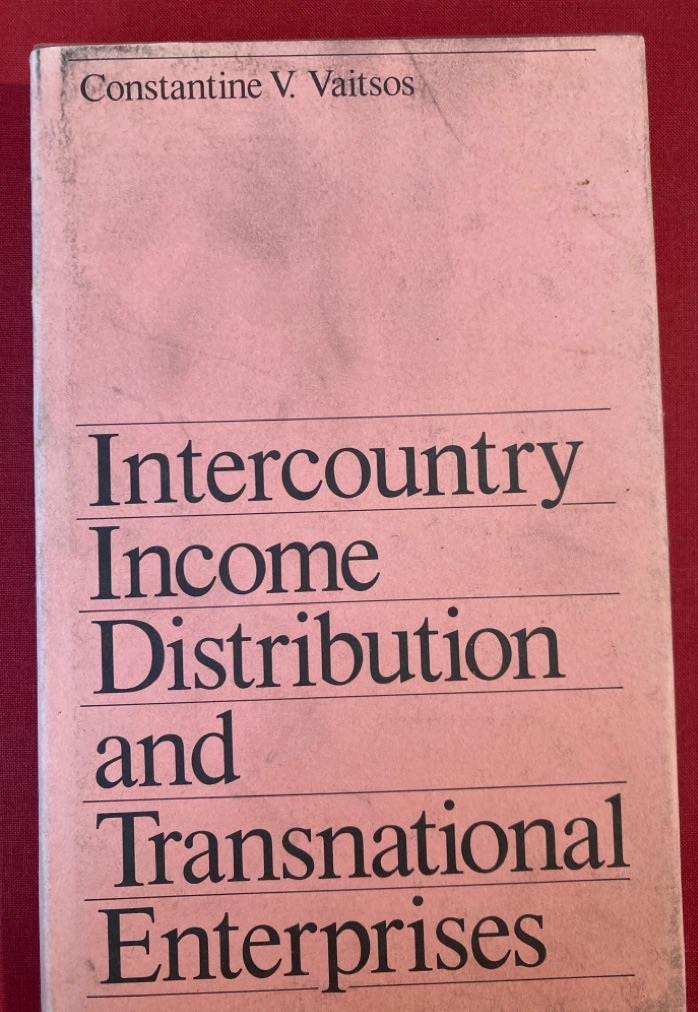 Constantine V. Vaitsos
Intercountry
Income
Distribution
and
Transnational
Enterprises